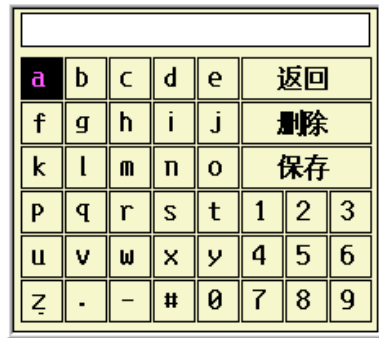 a b c d e 返回
f g h i j 删除
k l m n o 保存
p q r s t 1 2 3
u v w x y 4 5 6
z . - # 0 7 8 9